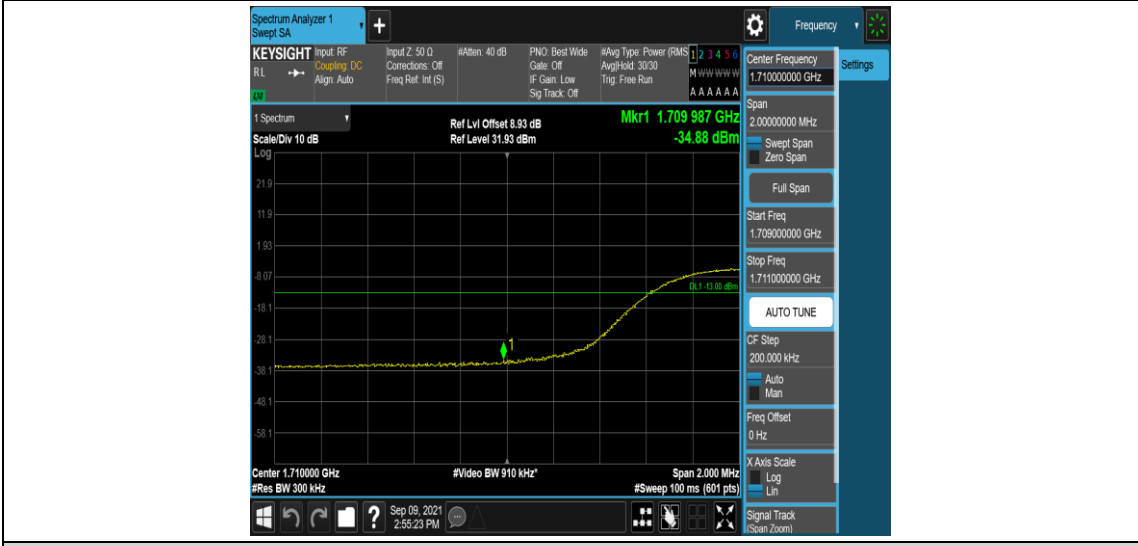 Spectrum Analyzer 1
Swept SA
Frequency
KEYSIGHT
RL
LM
Input: RF
Coupling: DC
Align: Auto
Input Z: 50 Ω
Corrections: Off
Freq Ref: Int (S)
#Atten: 40 dB
PNO: Best Wide
Gate: Off
IF Gain: Low
Sig Track: Off
#Avg Type: Power (RMS
Avg|Hold: 30/30
Trig: Free Run
1 2 3 4 5 6
M W W W W W
A A A A A A
Center Frequency
1.710000000 GHz
Settings
Span
2.00000000 MHz
Swept Span
Zero Span
Full Span
Start Freq
1.709000000 GHz
Stop Freq
1.711000000 GHz
AUTO TUNE
CF Step
200.000 kHz
Auto
Man
Freq Offset
0 Hz
X Axis Scale
Log
Lin
Signal Track
(Span Zoom)
1 Spectrum
Scale/Div 10 dB
Log
Ref Lvl Offset 8.93 dB
Ref Level 31.93 dBm
Mkr1 1.709 987 GHz
-34.88 dBm
21.9
11.9
1.93
-8.07
DL1 -13.00 dBm
-18.1
-28.1
1
-38.1
-48.1
-58.1
Center 1.710000 GHz
#Video BW 910 kHz*
Span 2.000 MHz
#Res BW 300 kHz
#Sweep 100 ms (601 pts)
?
Sep 09, 2021
2:55:23 PM